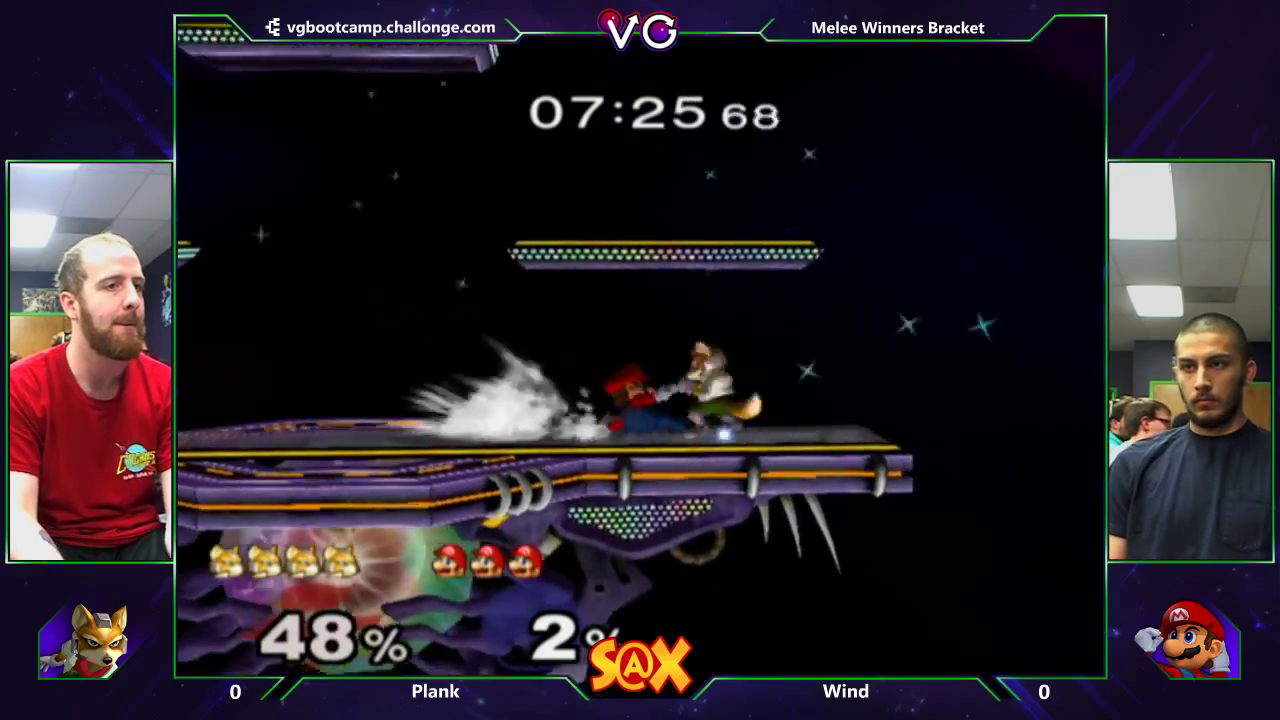 vgbootcamp.challonge.com
VG
Melee Winners Bracket
07:25 68
48%
2%
S@X
0
Plank
Wind
0